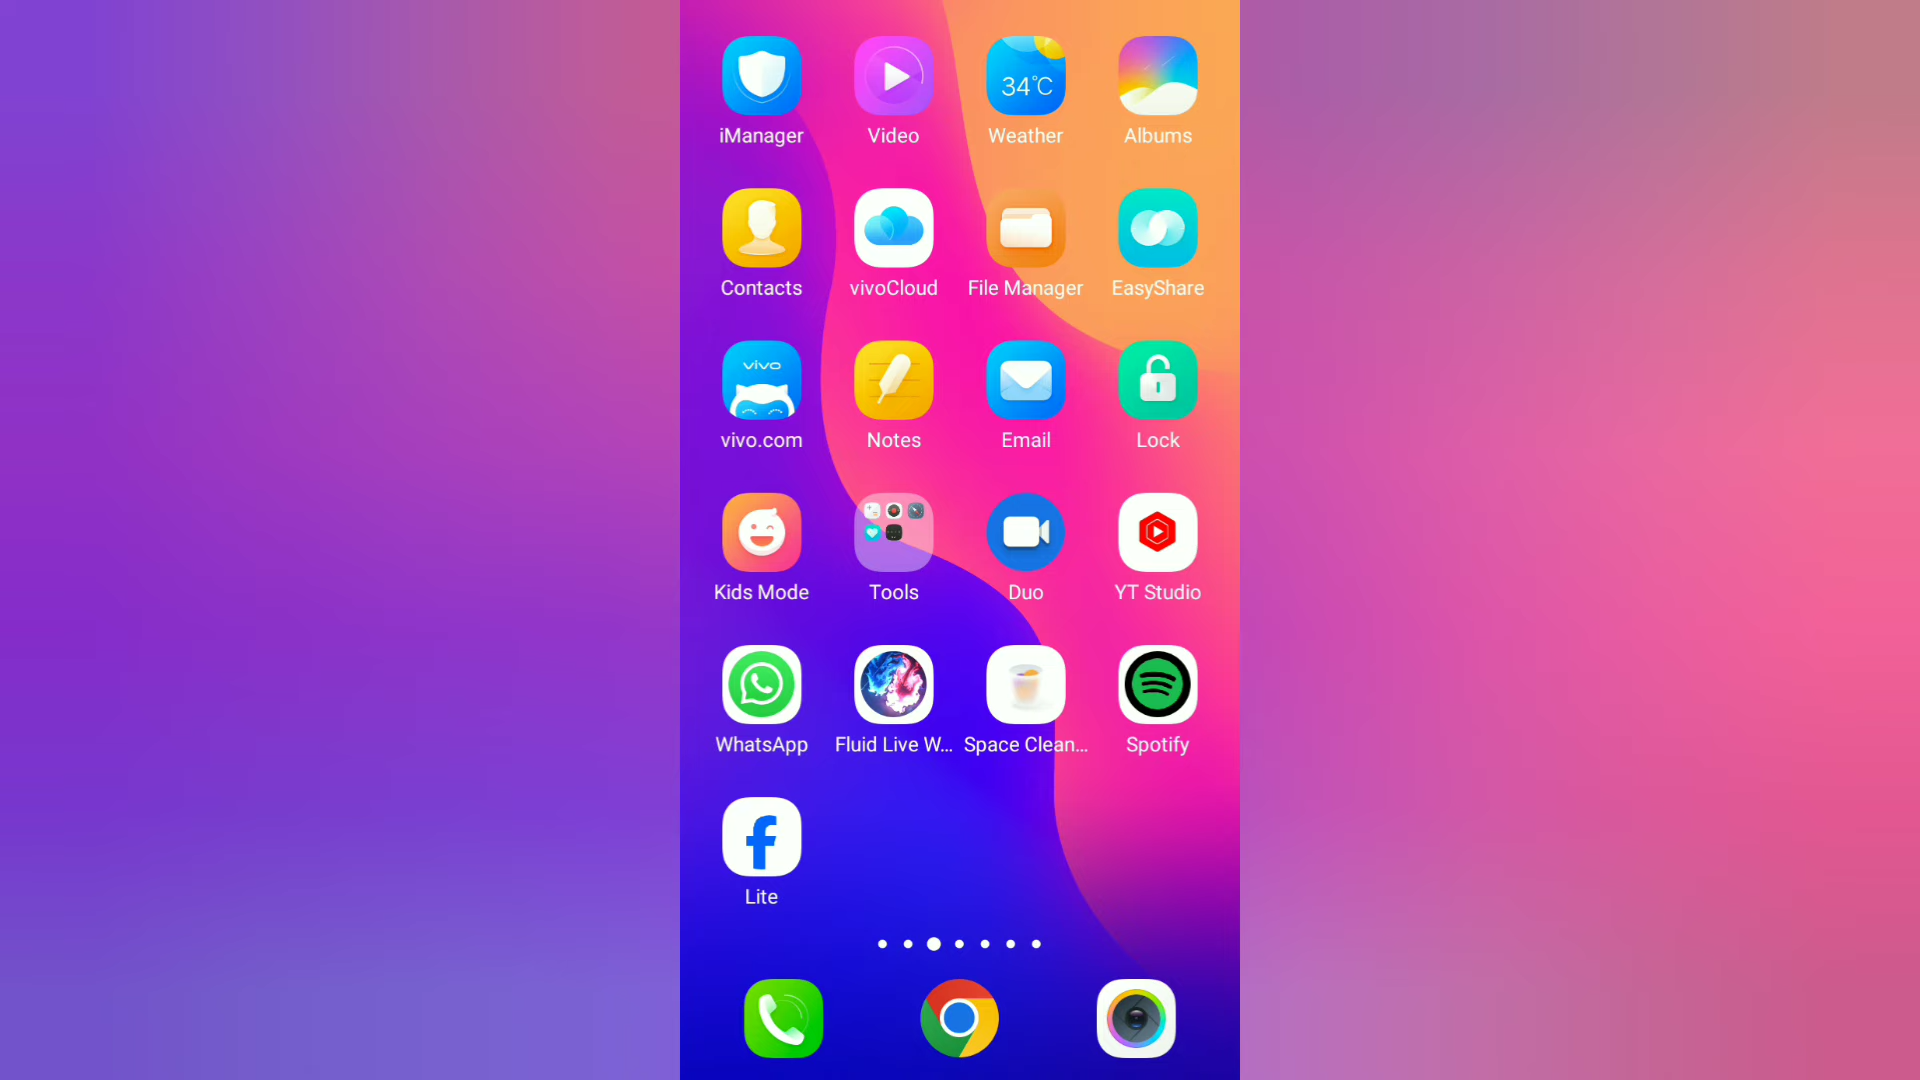 34°C
iManager Video Weather Albums
Contacts vivoCloud File Manager EasyShare
vivo
vivo.com Notes Email Lock
Kids Mode Tools Duo YT Studio
WhatsApp Fluid Live W... Space Clean... Spotify
Lite